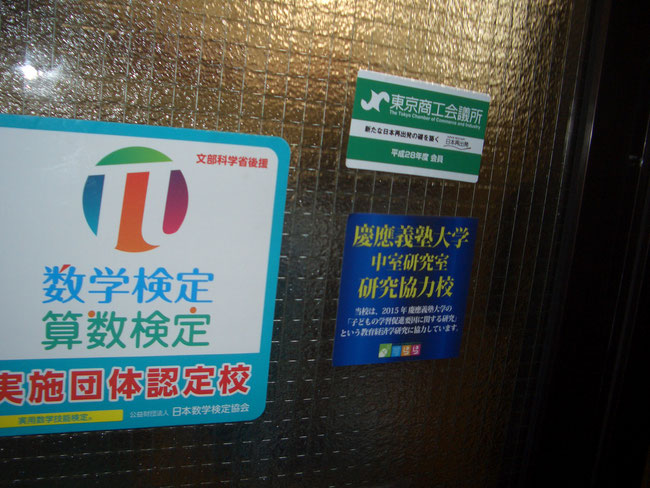 文部科学省後援
数学検定
算数検定
実施団体認定校
実用数学技能検定。
公益財団法人 日本数学検定協会
東京商工会議所
The Tokyo Chamber of Commerce and Industry
新たな日本再出発の礎を築く
日本再出発
平成28年度 会員
慶應義塾大学
中室研究室
研究協力校
当校は、2015年慶應義塾大学の
「子どもの学習促進要因に関する研究」
という教育経済学研究に協力しています。